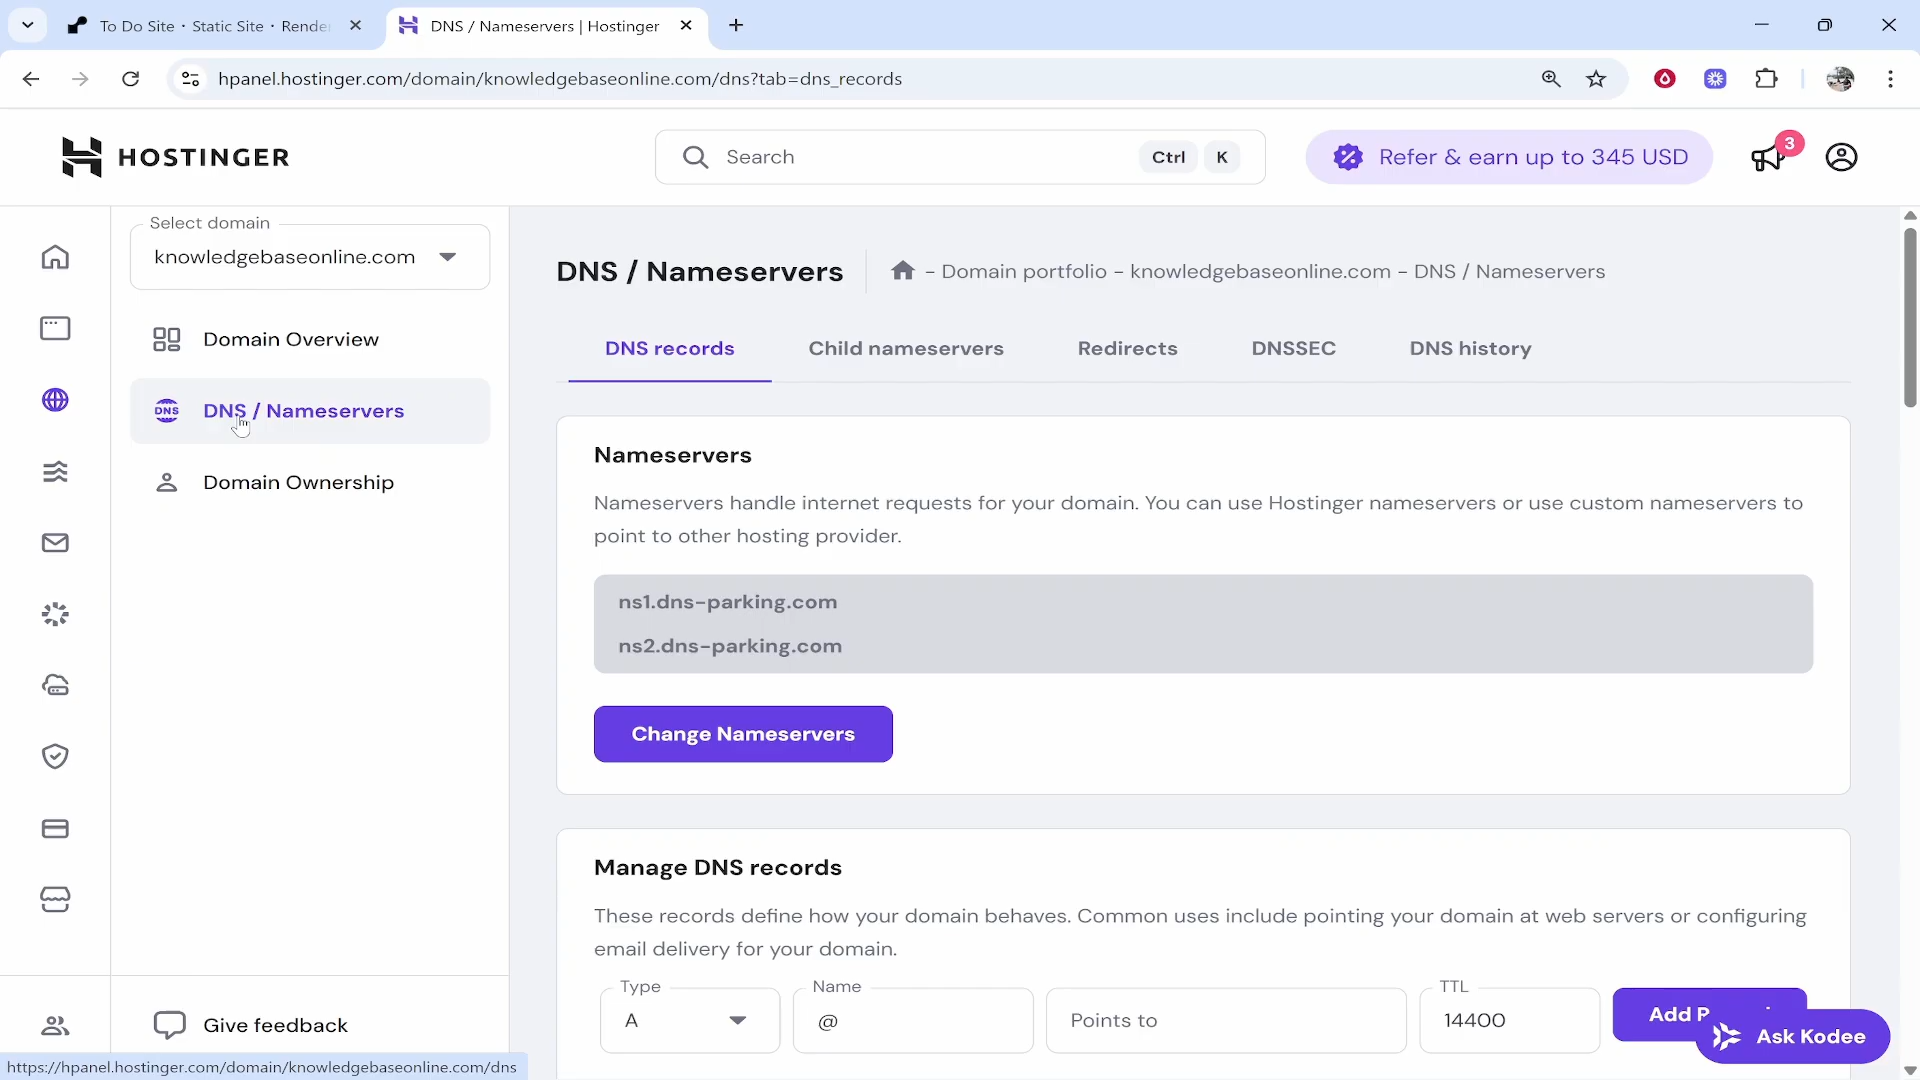 To Do Site · Static Site · Render
DNS / Nameservers | Hostinger
hpanel.hostinger.com/domain/knowledgebaseonline.com/dns?tab=dns_records
HOSTINGER
Search
Ctrl
K
Refer & earn up to 345 USD
3
Select domain
knowledgebaseonline.com
Domain Overview
DNS
DNS / Nameservers
Domain Ownership
Give feedback
DNS / Nameservers
- Domain portfolio - knowledgebaseonline.com - DNS / Nameservers
DNS records
Child nameservers
Redirects
DNSSEC
DNS history
Nameservers
Nameservers handle internet requests for your domain. You can use Hostinger nameservers or use custom nameservers to
point to other hosting provider.
ns1.dns-parking.com
ns2.dns-parking.com
Change Nameservers
Manage DNS records
These records define how your domain behaves. Common uses include pointing your domain at web servers or configuring
email delivery for your domain.
Type
A
Name
@
Points to
TTL
14400
Add
Ask Kodee
https://hpanel.hostinger.com/domain/knowledgebaseonline.com/dns